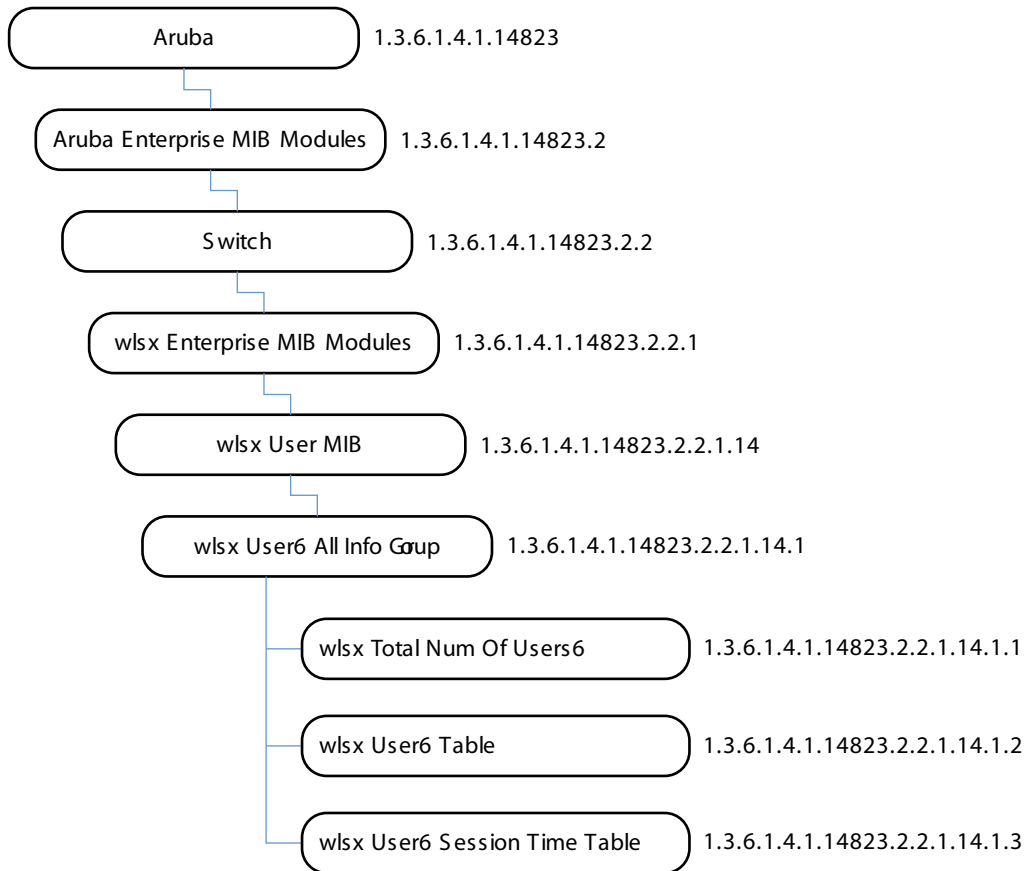 Aruba 1.3.6.1.4.1.14823
Aruba Enterprise MIB Modules 1.3.6.1.4.1.14823.2
Switch 1.3.6.1.4.1.14823.2.2
wlsx Enterprise MIB Modules 1.3.6.1.4.1.14823.2.2.1
wlsx User MIB 1.3.6.1.4.1.14823.2.2.1.14
wlsx User6 All Info Group 1.3.6.1.4.1.14823.2.2.1.14.1
wlsx Total Num Of Users6 1.3.6.1.4.1.14823.2.2.1.14.1.1
wlsx User6 Table 1.3.6.1.4.1.14823.2.2.1.14.1.2
wlsx User6 Session Time Table 1.3.6.1.4.1.14823.2.2.1.14.1.3